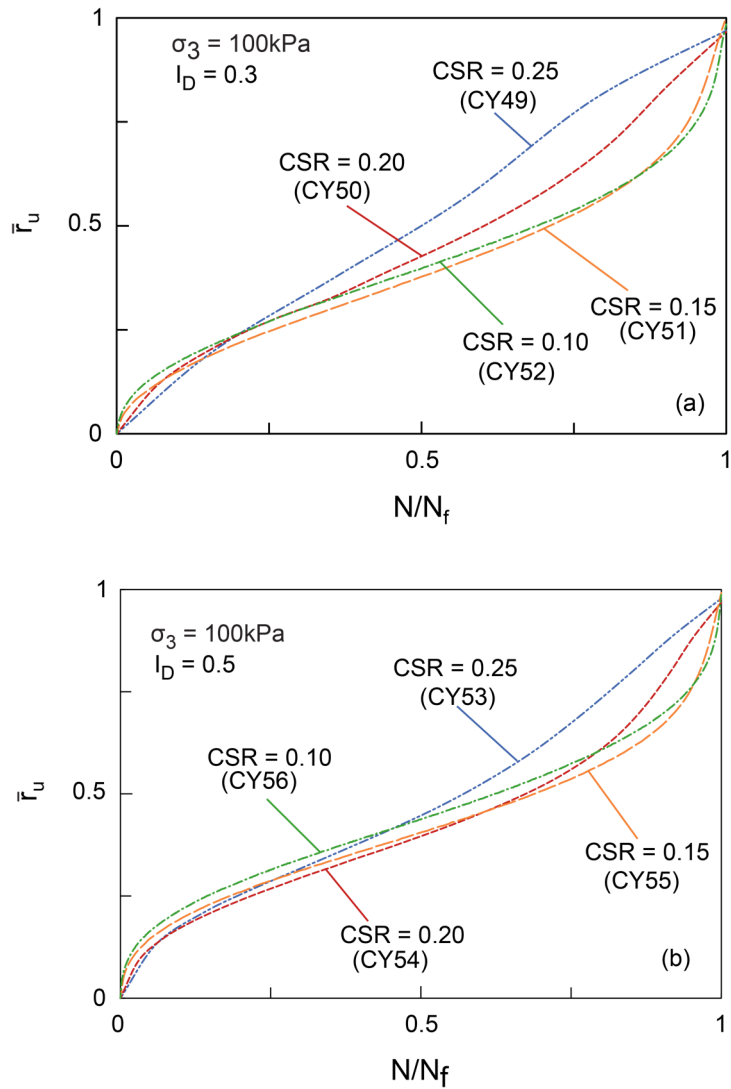 1
σ3 = 100kPa
ID = 0.3
CSR = 0.25
(CY49)
CSR = 0.20
(CY50)
0.5
r̄u
CSR = 0.15
(CY51)
CSR = 0.10
(CY52)
(a)
0
0
0.5
1
N/Nf
1
σ3 = 100kPa
ID = 0.5
CSR = 0.25
(CY53)
CSR = 0.10
(CY56)
r̄u
0.5
CSR = 0.15
(CY55)
CSR = 0.20
(CY54)
(b)
0
0
0.5
1
N/Nf